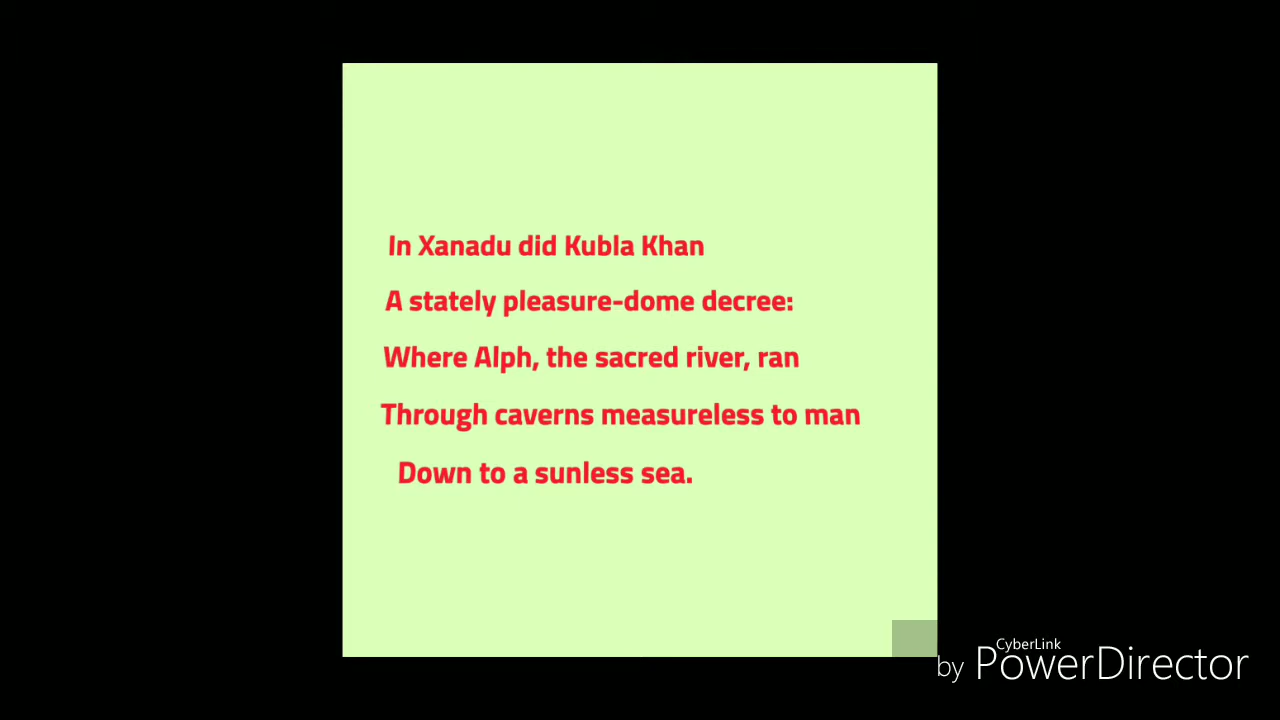 In Xanadu did Kubla Khan
A stately pleasure-dome decree:
Where Alph, the sacred river, ran
Through caverns measureless to man
Down to a sunless sea.
CyberLink
by PowerDirector